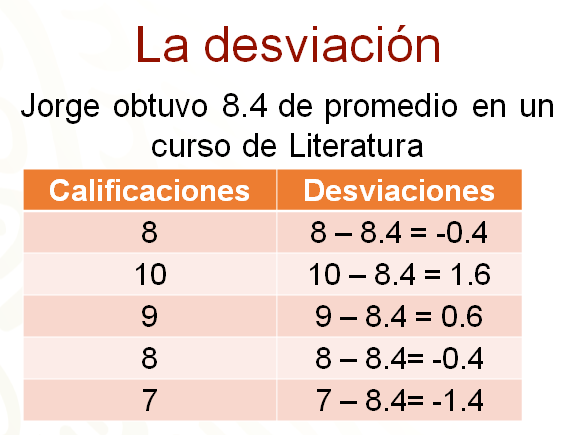 La desviación
Jorge obtuvo 8.4 de promedio en un
curso de Literatura
Calificaciones Desviaciones
8 8 – 8.4 = -0.4
10 10 – 8.4 = 1.6
9 9 – 8.4 = 0.6
8 8 – 8.4= -0.4
7 7 – 8.4= -1.4